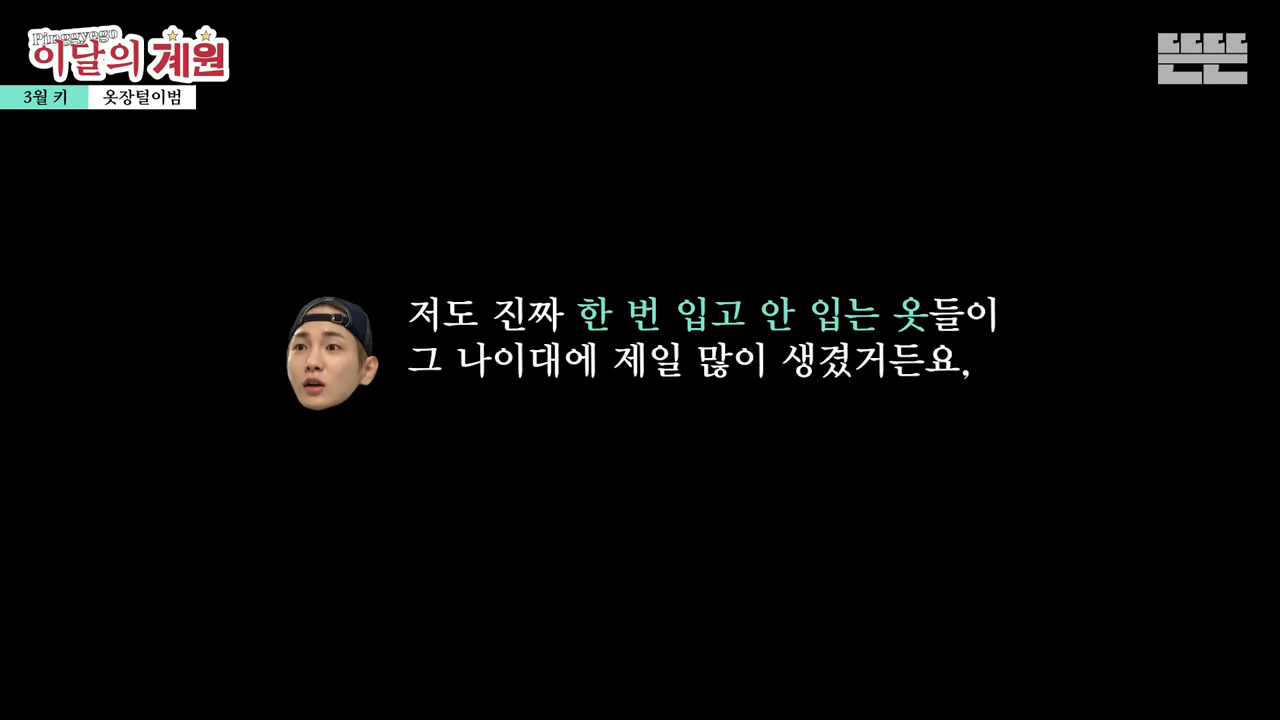 Pinggyego
이달의 계원
3월 키 옷장털이범
뜬뜬
저도 진짜 한 번 입고 안 입는 옷들이
그 나이대에 제일 많이 생겼거든요,